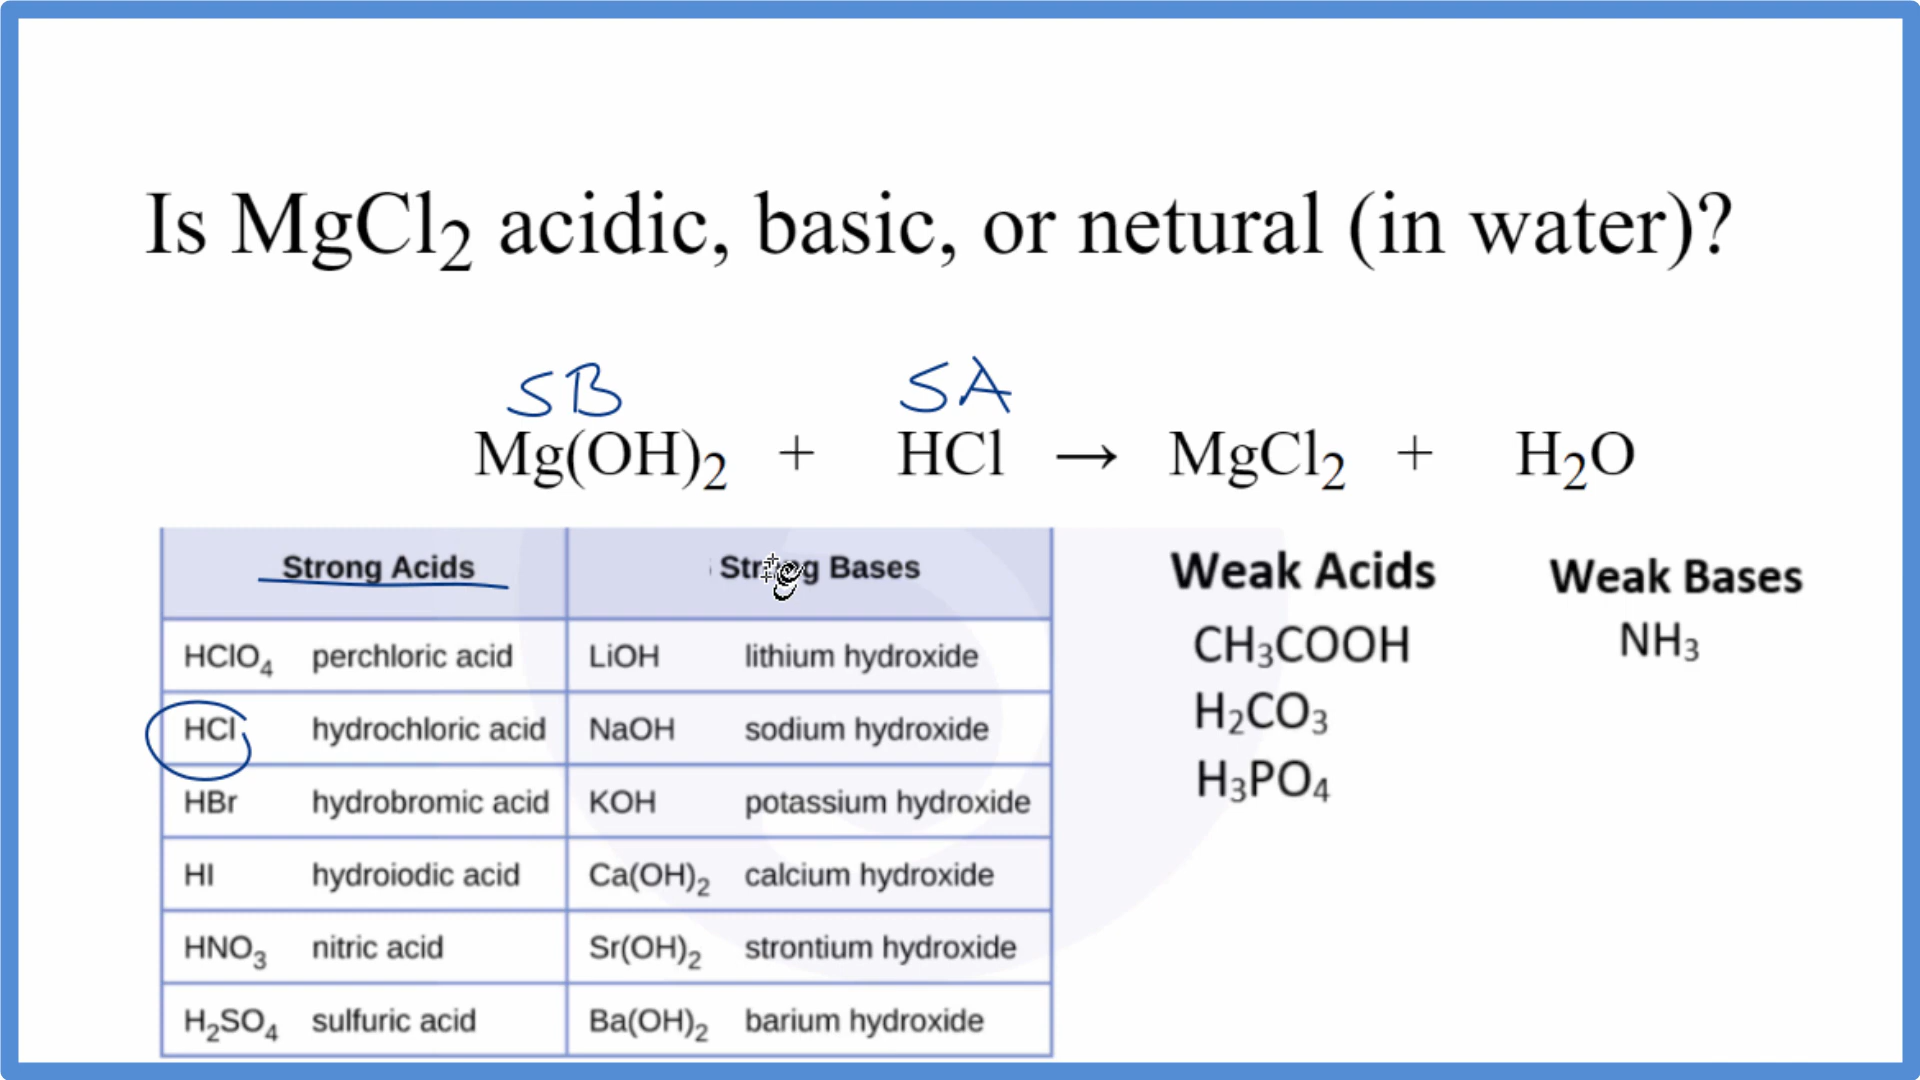 Is MgCl₂ acidic, basic, or netural (in water)?
SB SA
Mg(OH)₂ + HCl → MgCl₂ + H₂O
Strong Acids Strong Bases
HClO₄ perchloric acid LiOH lithium hydroxide
HCl hydrochloric acid NaOH sodium hydroxide
HBr hydrobromic acid KOH potassium hydroxide
HI hydroiodic acid Ca(OH)₂ calcium hydroxide
HNO₃ nitric acid Sr(OH)₂ strontium hydroxide
H₂SO₄ sulfuric acid Ba(OH)₂ barium hydroxide
Weak Acids
CH₃COOH
H₂CO₃
H₃PO₄
Weak Bases
NH₃